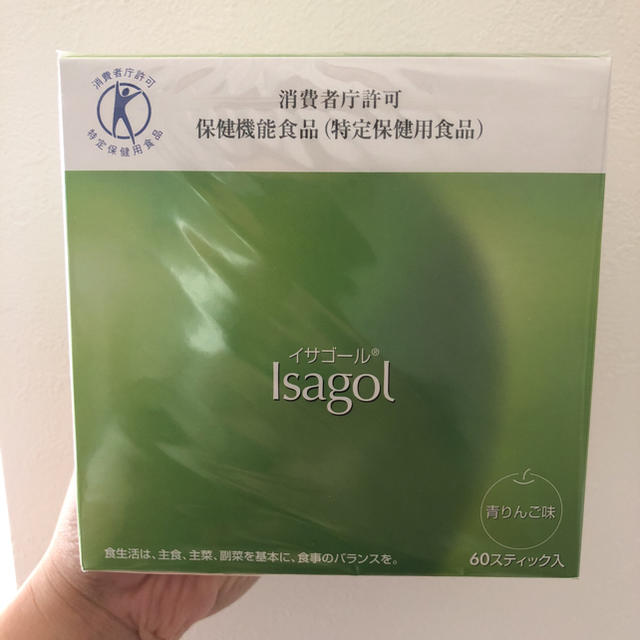 消費者庁許可
特定保健用食品
消費者庁許可
保健機能食品(特定保健用食品)
イサゴール®
Isagol
青りんご味
食生活は、主食、主菜、副菜を基本に、食事のバランスを。
60スティック入